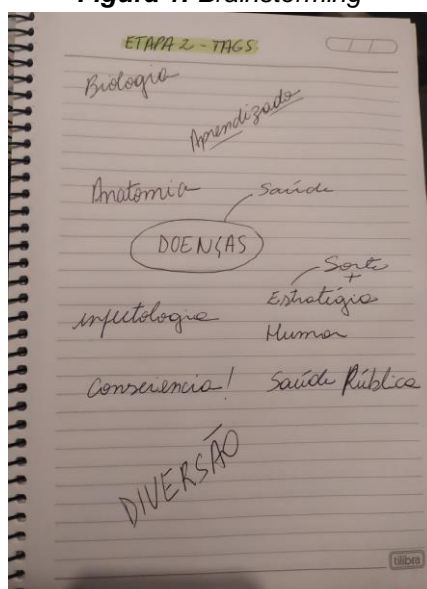 Figura 1. Brainstorming
ETAPA 2 - TAGS
Biologia
Aprendizado
Anatomia
Saúde
DOENÇAS
Sorte
+
Estratégia
infectologia
Humor
Consciencia!
Saúde Pública
DIVERSÃO
tilibra